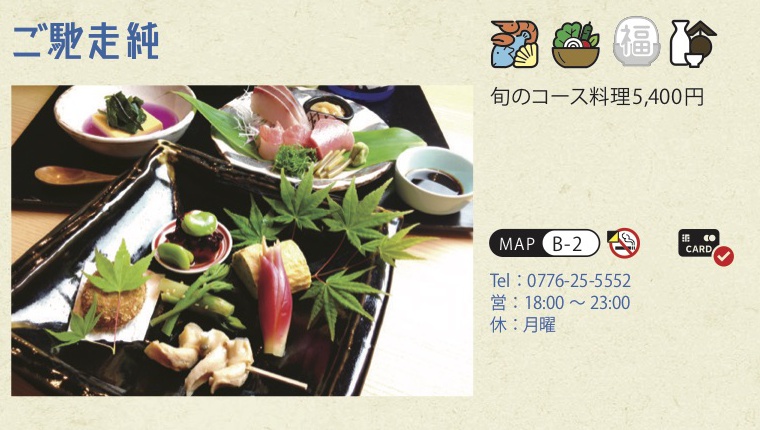 ご馳走純
福
旬のコース料理5,400円
MAP B-2
CARD
Tel：0776-25-5552
営：18:00 〜 23:00
休：月曜